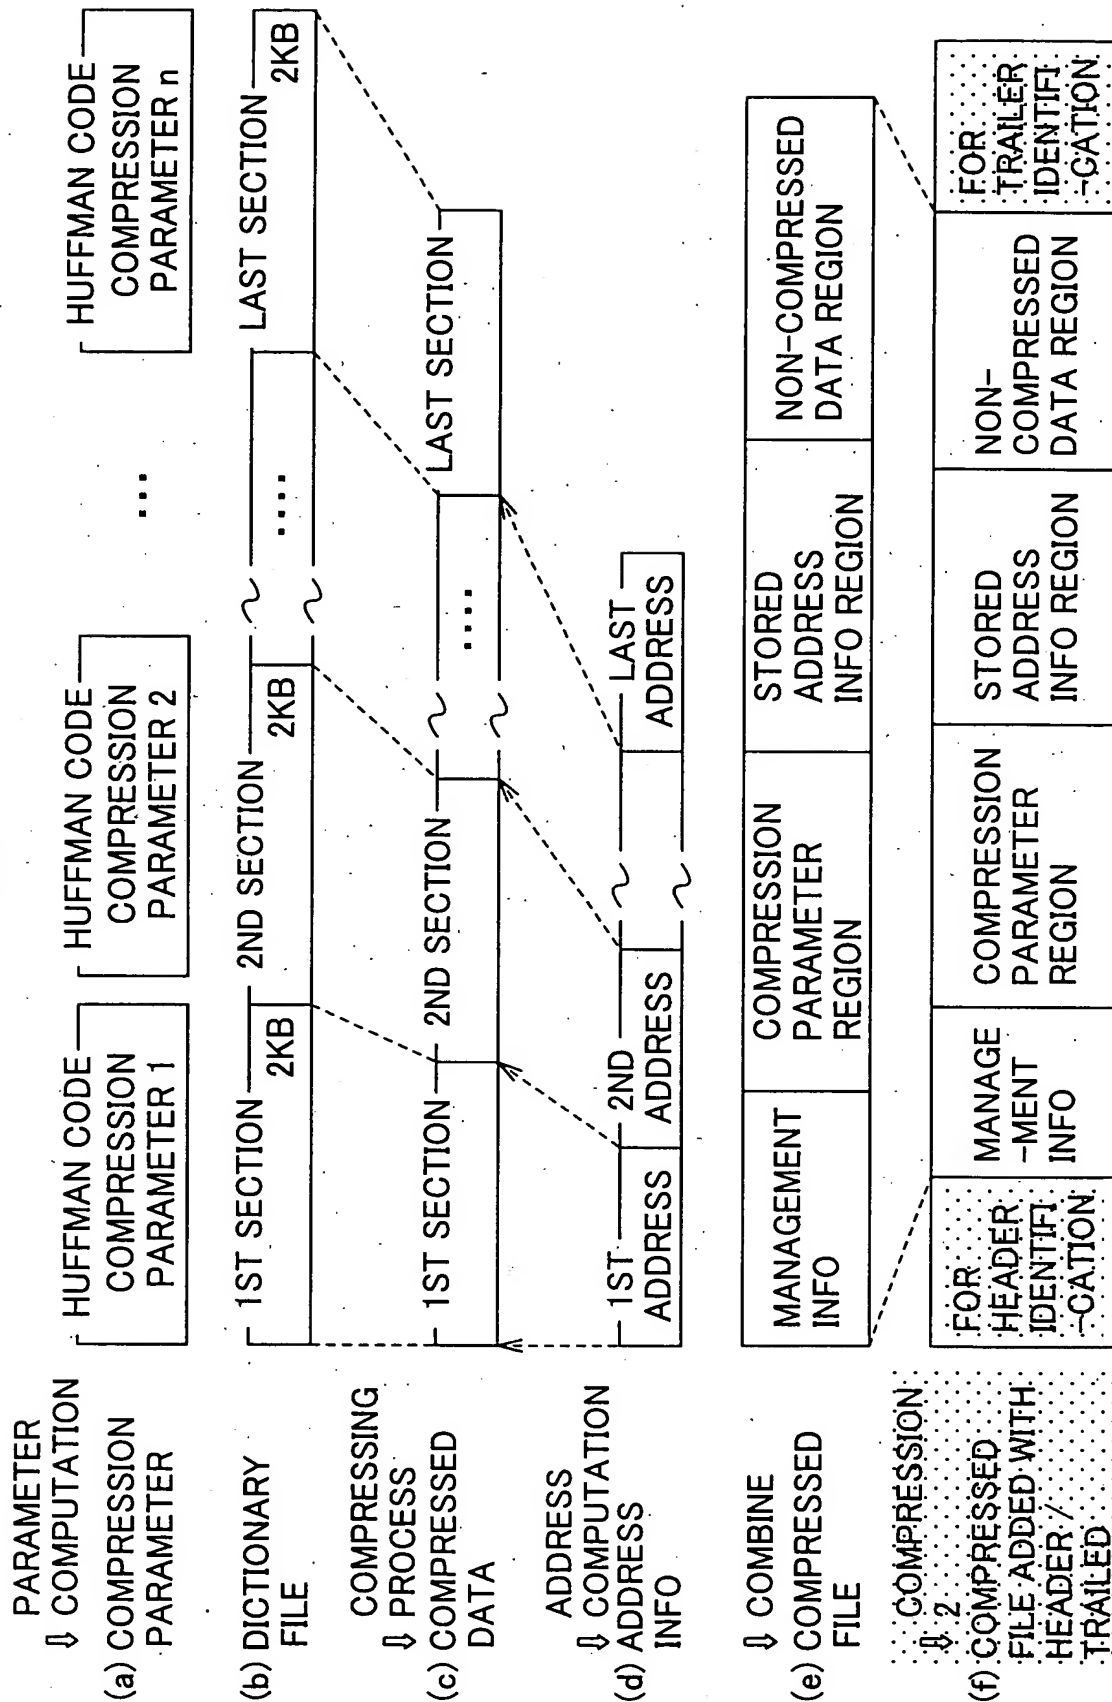 PARAMETER
⇩ COMPUTATION
(a) COMPRESSION
PARAMETER
HUFFMAN CODE
COMPRESSION
PARAMETER 1
HUFFMAN CODE
COMPRESSION
PARAMETER 2
...
HUFFMAN CODE
COMPRESSION
PARAMETER n
(b) DICTIONARY
FILE
1ST SECTION
2KB
2ND SECTION
2KB
....
LAST SECTION
2KB
COMPRESSING
⇩ PROCESS
(c) COMPRESSED
DATA
1ST SECTION
2ND SECTION
....
LAST SECTION
ADDRESS
⇩ COMPUTATION
(d) ADDRESS
INFO
1ST
ADDRESS
2ND
ADDRESS
LAST
ADDRESS
⇩ COMBINE
(e) COMPRESSED
FILE
MANAGEMENT
INFO
COMPRESSION
PARAMETER
REGION
STORED
ADDRESS
INFO REGION
NON-COMPRESSED
DATA REGION
COMPRESSION
⇩ 2
(f) COMPRESSED
FILE ADDED WITH
HEADER /
TRAILED
FOR
HEADER
IDENTIFI
-CATION
MANAGE
-MENT
INFO
COMPRESSION
PARAMETER
REGION
STORED
ADDRESS
INFO REGION
NON-
COMPRESSED
DATA REGION
FOR
TRAILER
IDENTIFI
-CATION